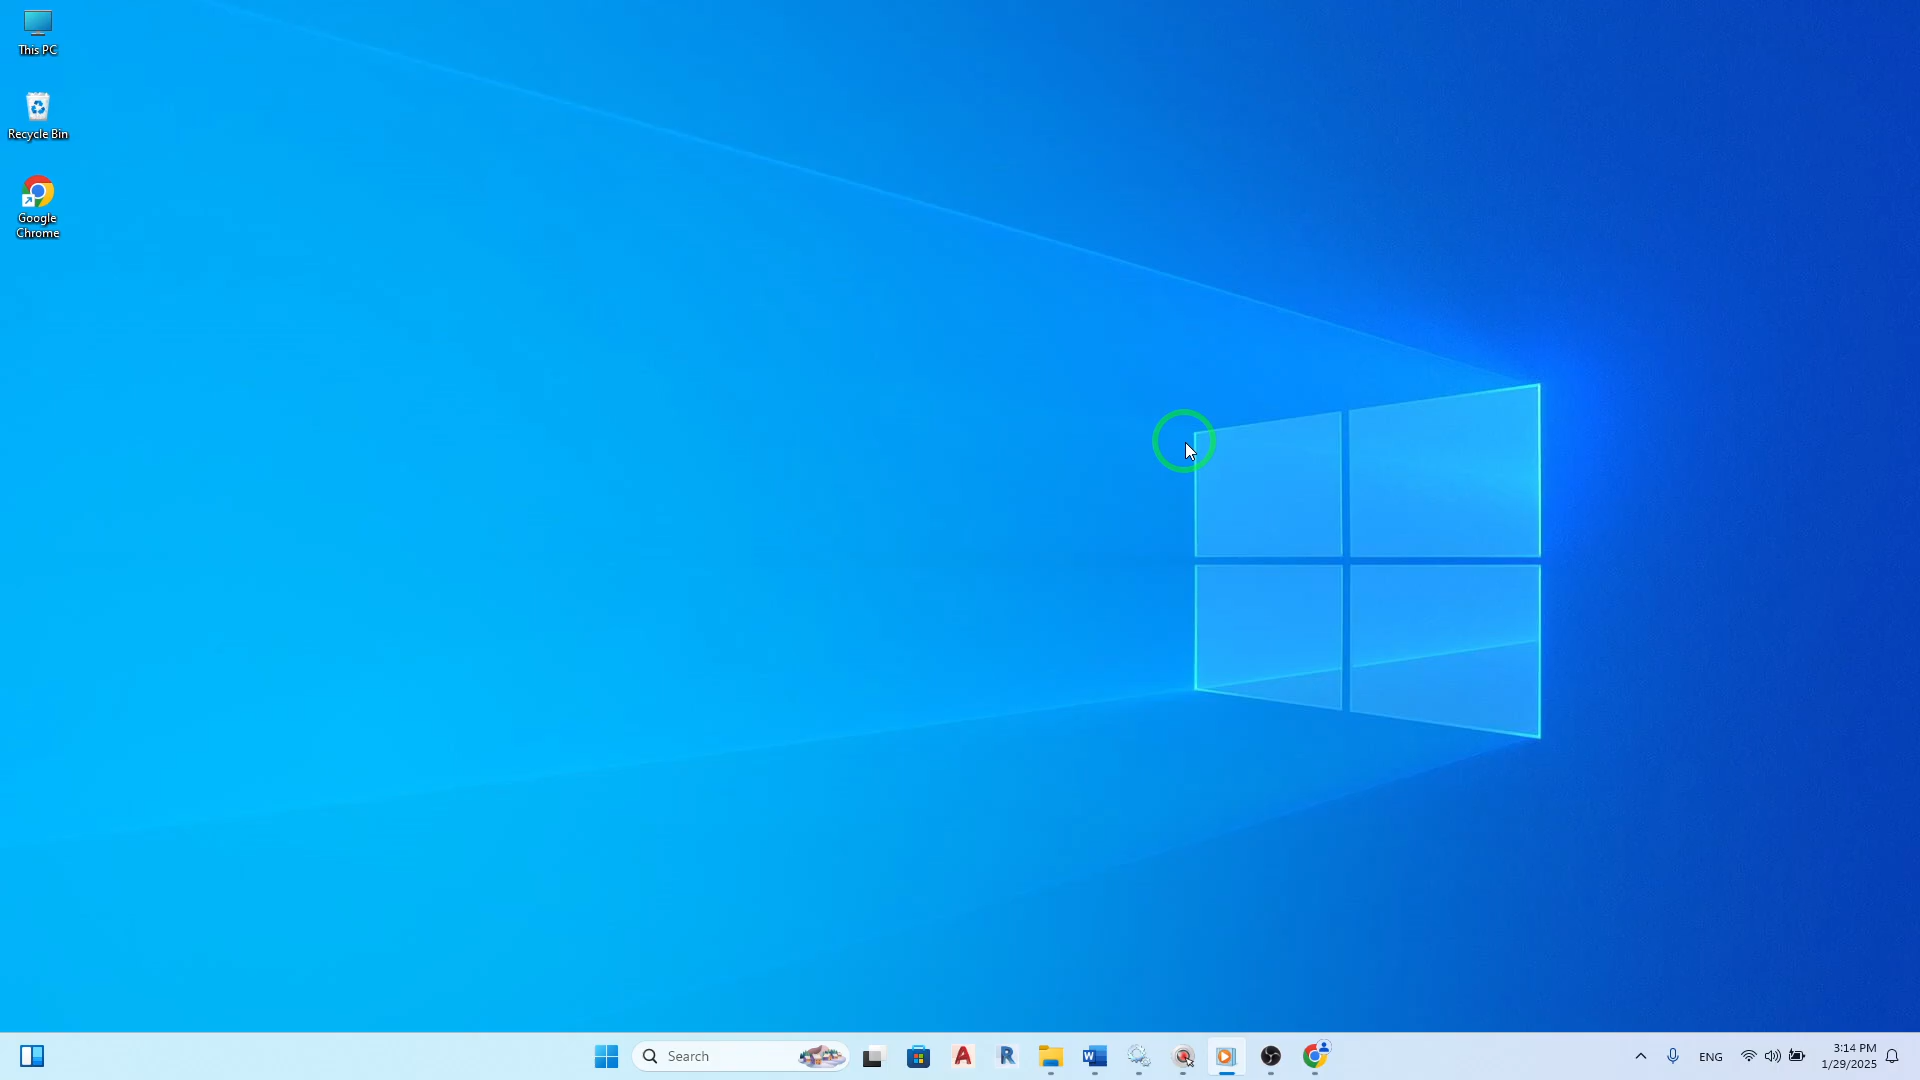 This PC
Recycle Bin
Google
Chrome
Search
ENG
3:14 PM
1/29/2025